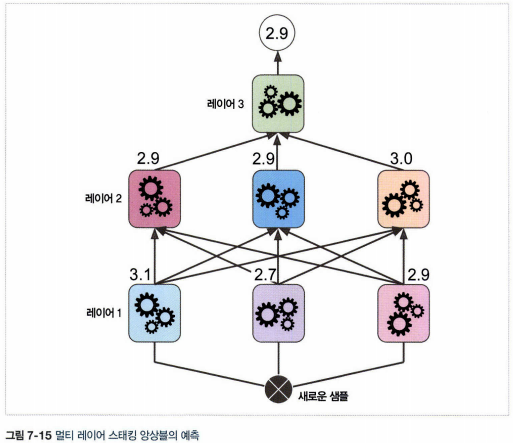 2.9
레이어 3
2.9 2.9 3.0
레이어 2
3.1 2.7 2.9
레이어 1
새로운 샘플
그림 7-15 멀티 레이어 스태킹 앙상블의 예측